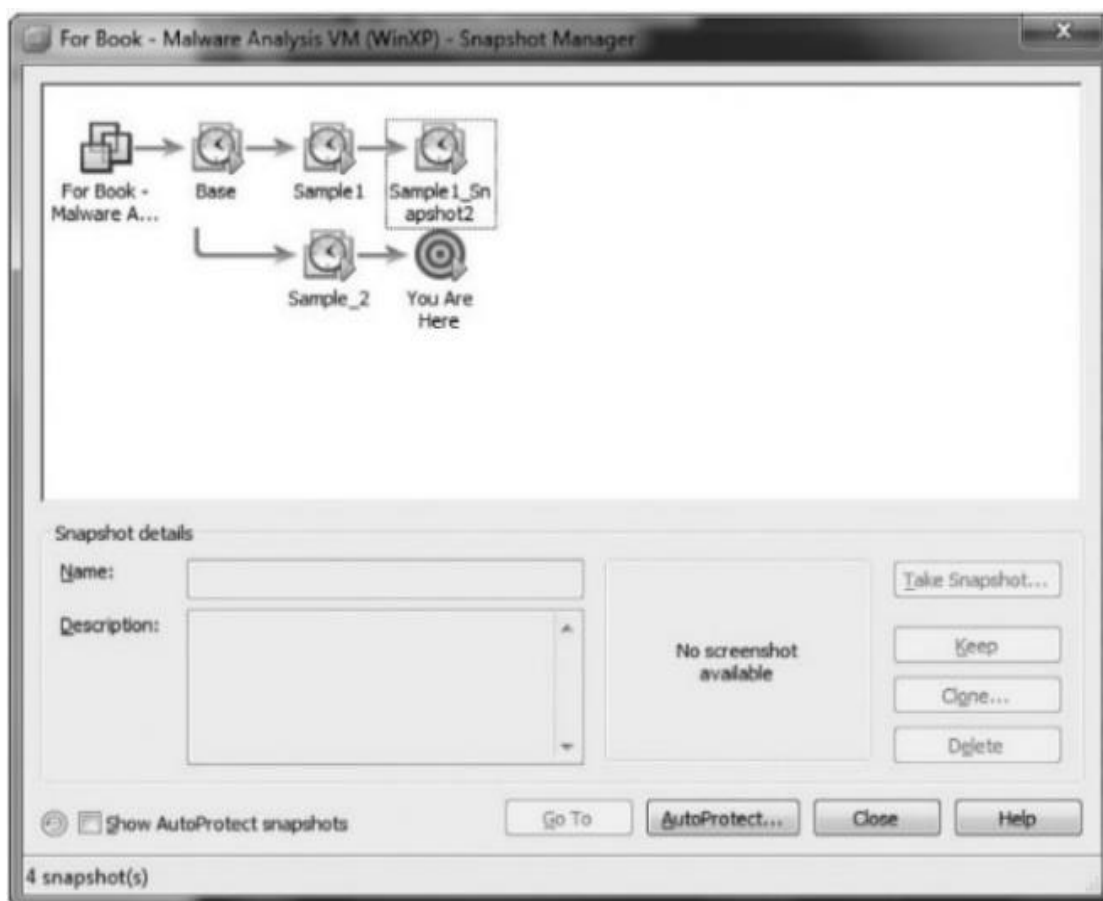 For Book - Malware Analysis VM (WinXP) - Snapshot Manager
x
For Book -
Malware A...
Base
Sample1
Sample1_Sn
apshot2
Sample_2
You Are
Here
Snapshot details
Name:
Description:
No screenshot
available
Take Snapshot...
Keep
Clone...
Delete
Show AutoProtect snapshots
Go To
AutoProtect...
Close
Help
4 snapshot(s)